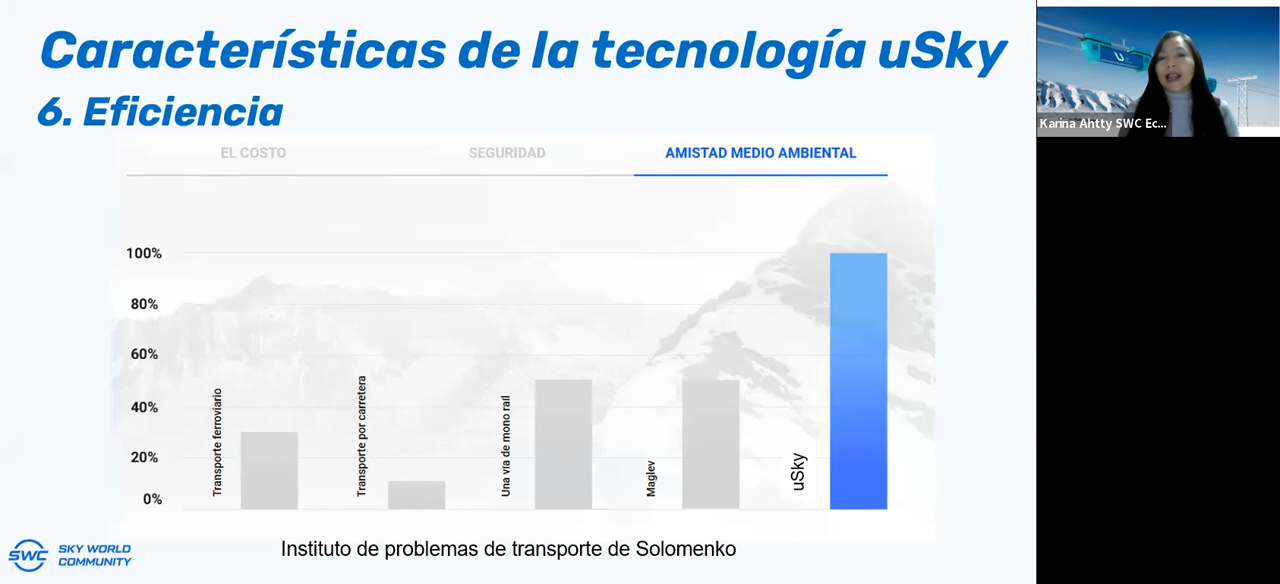 Características de la tecnología uSky
6. Eficiencia
EL COSTO
SEGURIDAD
AMISTAD MEDIO AMBIENTAL
100%
80%
60%
40%
20%
0%
Transporte ferroviario
Transporte por carretera
Una vía de mono raíl
Maglev
uSky
Instituto de problemas de transporte de Solomenko
SWC SKY WORLD
COMMUNITY
Karina Ahtty SWC Ec...